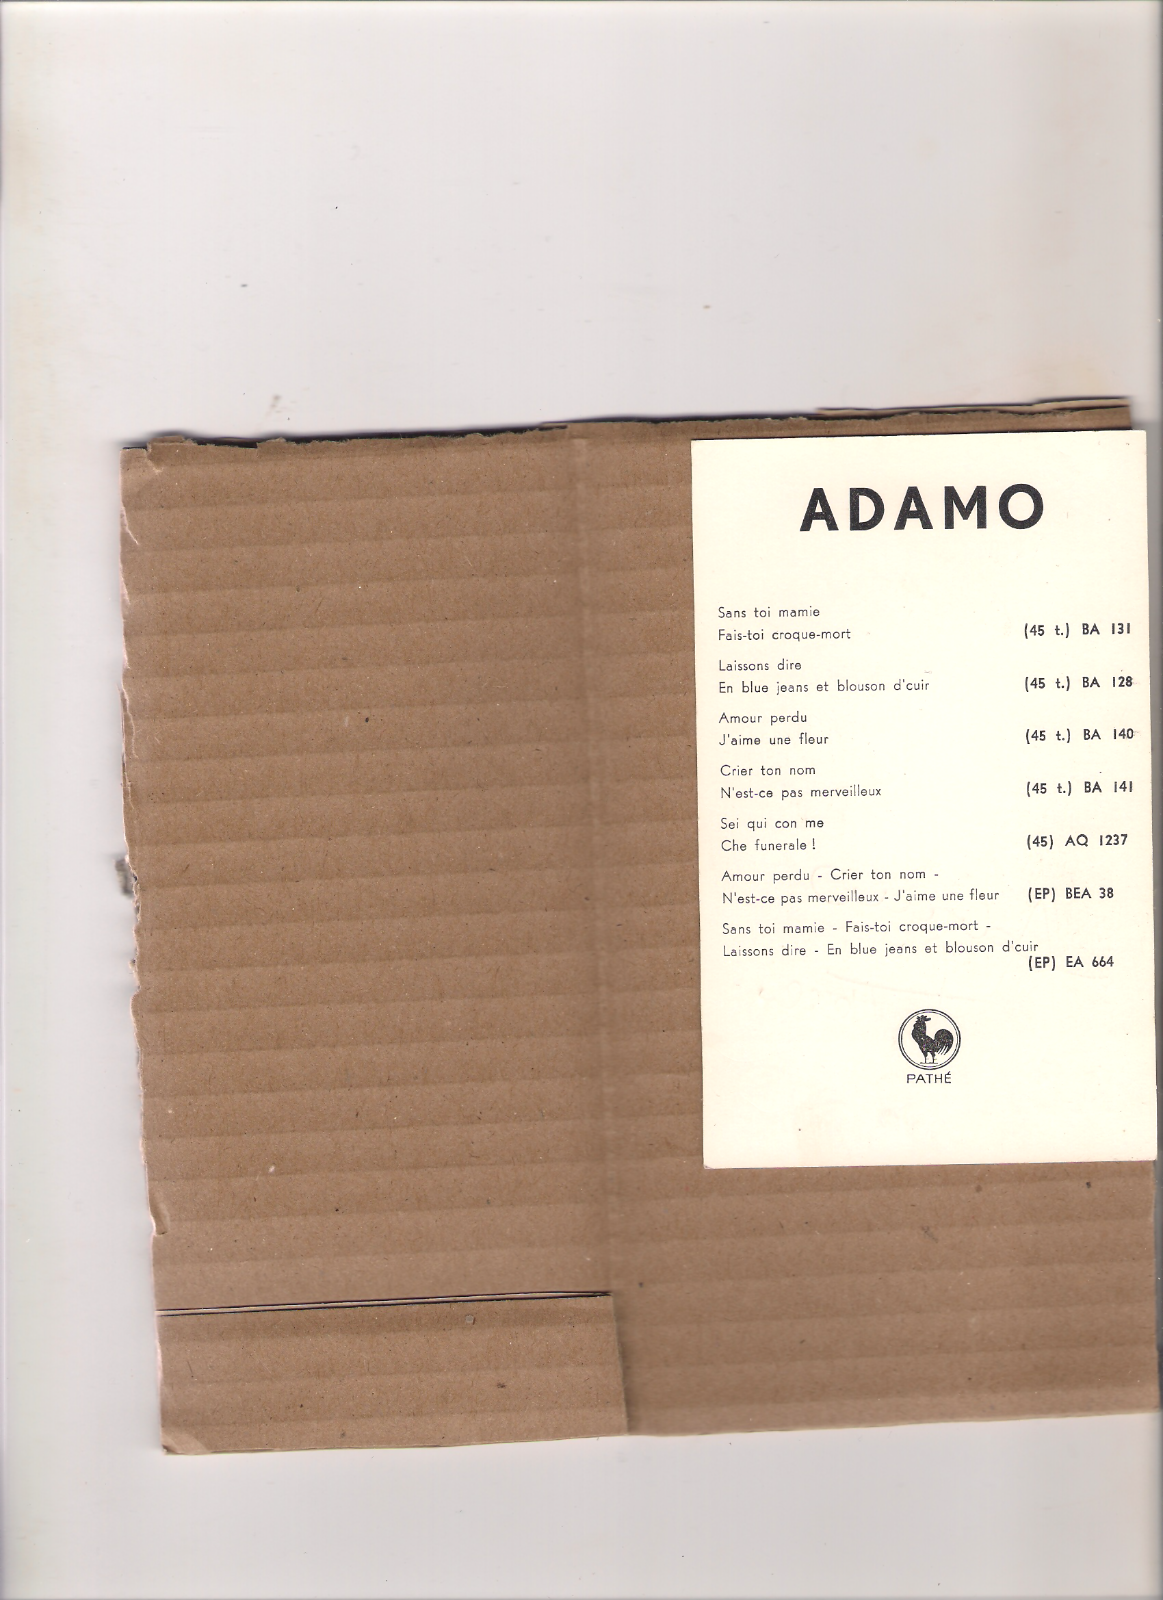 ADAMO
Sans toi mamie
Fais-toi croque-mort (45 t.) BA 131
Laissons dire
En blue jeans et blouson d'cuir (45 t.) BA 128
Amour perdu
J'aime une fleur (45 t.) BA 140
Crier ton nom
N'est-ce pas merveilleux (45 t.) BA 141
Sei qui con me
Che funerale ! (45) AQ 1237
Amour perdu - Crier ton nom -
N'est-ce pas merveilleux - J'aime une fleur (EP) BEA 38
Sans toi mamie - Fais-toi croque-mort -
Laissons dire - En blue jeans et blouson d'cuir
(EP) EA 664
PATHÉ